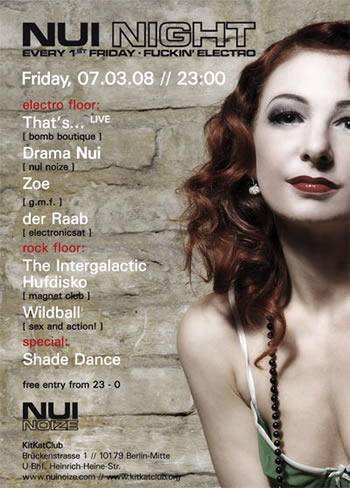 NUI NIGHT
EVERY 1ST FRIDAY · FUCKIN' ELECTRO
Friday, 07.03.08 // 23:00
electro floor:
That's... LIVE
[ bomb boutique ]
Drama Nui
[ nui noize ]
Zoe
[ g.m.f. ]
der Raab
[ electronicsat ]
rock floor:
The Intergalactic
Hufdisko
[ magnet club ]
Wildball
[ sex and action! ]
special:
Shade Dance
free entry from 23 - 0
NUI
NOIZE
KitKatClub
Brückenstrasse 1 // 10179 Berlin-Mitte
U-Bhf. Heinrich-Heine-Str.
www.nuinoize.com // www.kitkatclub.org